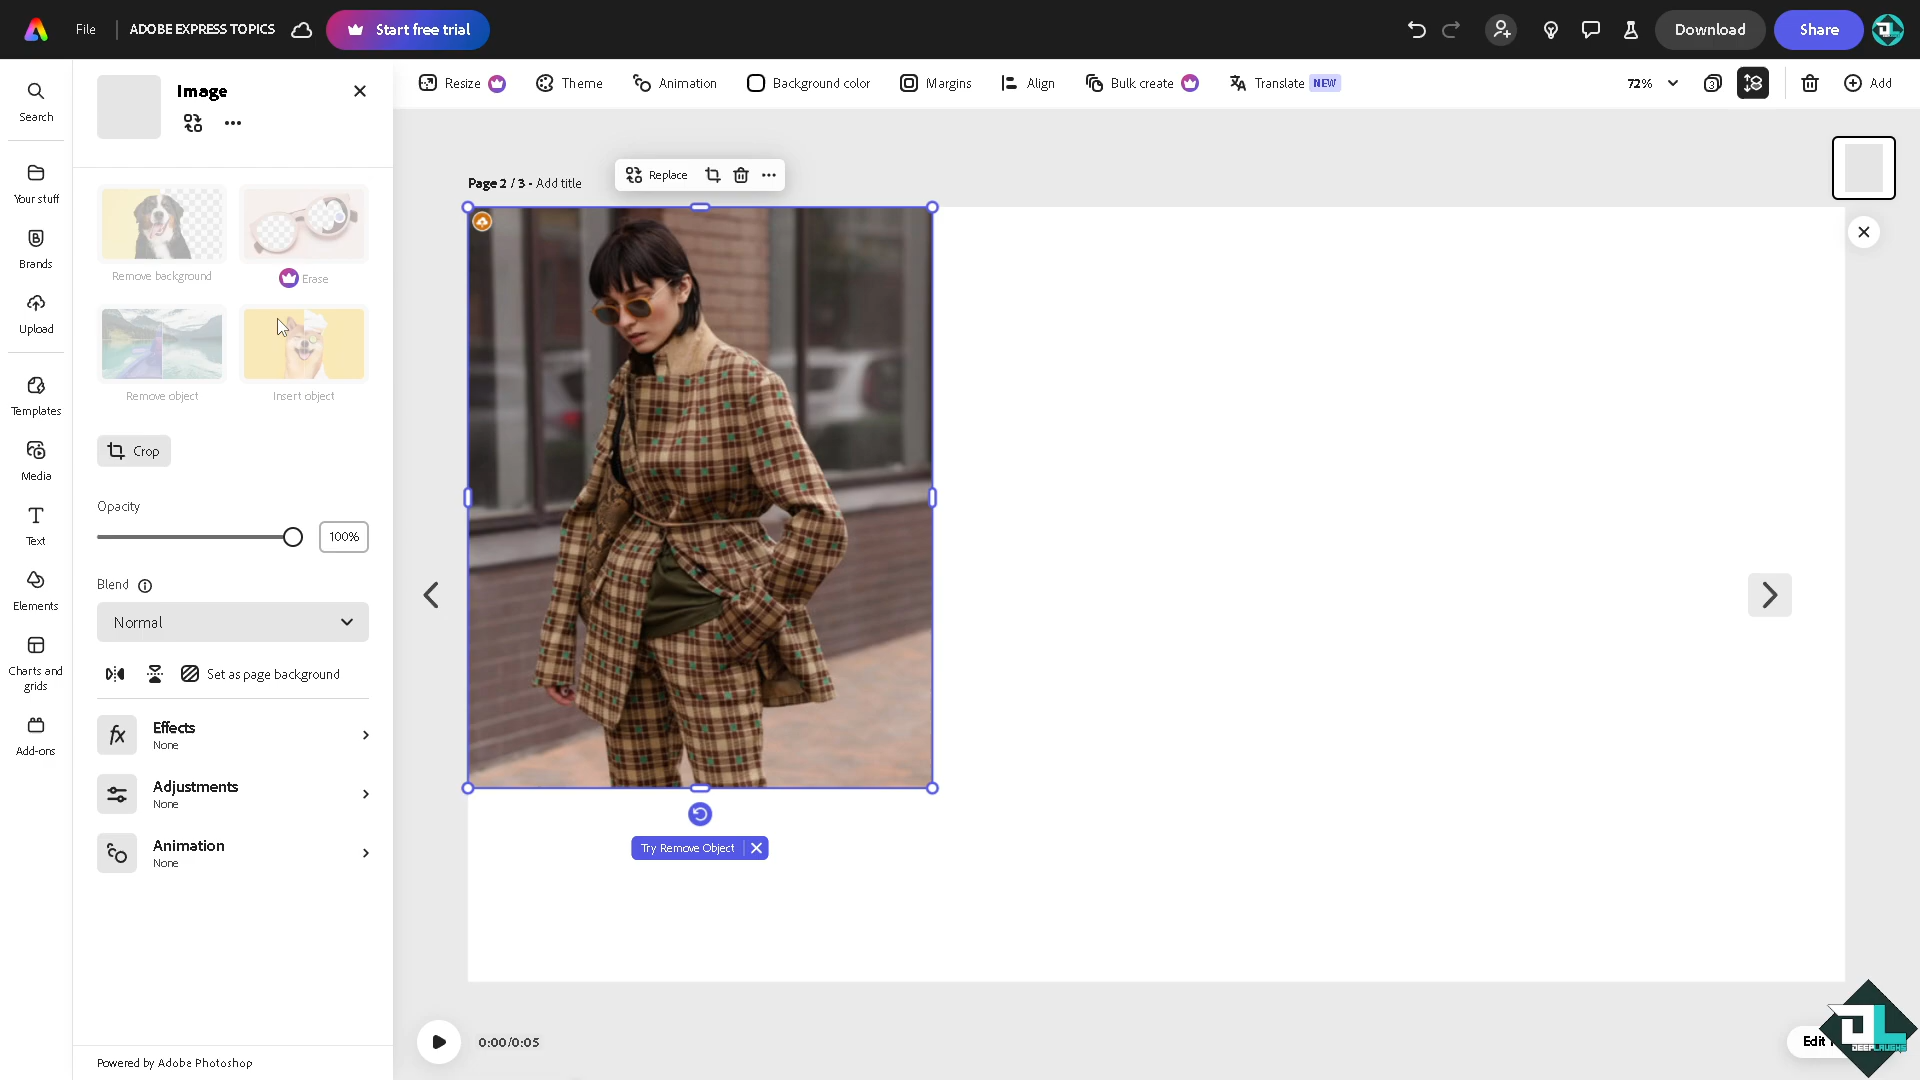 File
ADOBE EXPRESS TOPICS
Start free trial
Download
Share
Search
Your stuff
Brands
Upload
Templates
Media
Text
Elements
Charts and
grids
Add-ons
Image
Remove background
Erase
Remove object
Insert object
Crop
Opacity
100%
Blend
Normal
Set as page background
Effects
None
Adjustments
None
Animation
None
Powered by Adobe Photoshop
Resize
Theme
Animation
Background color
Margins
Align
Bulk create
Translate NEW
72%
3
Add
Page 2 / 3 - Add title
Replace
Try Remove Object
0:00/0:05
Edit
DEEPLAUGHS